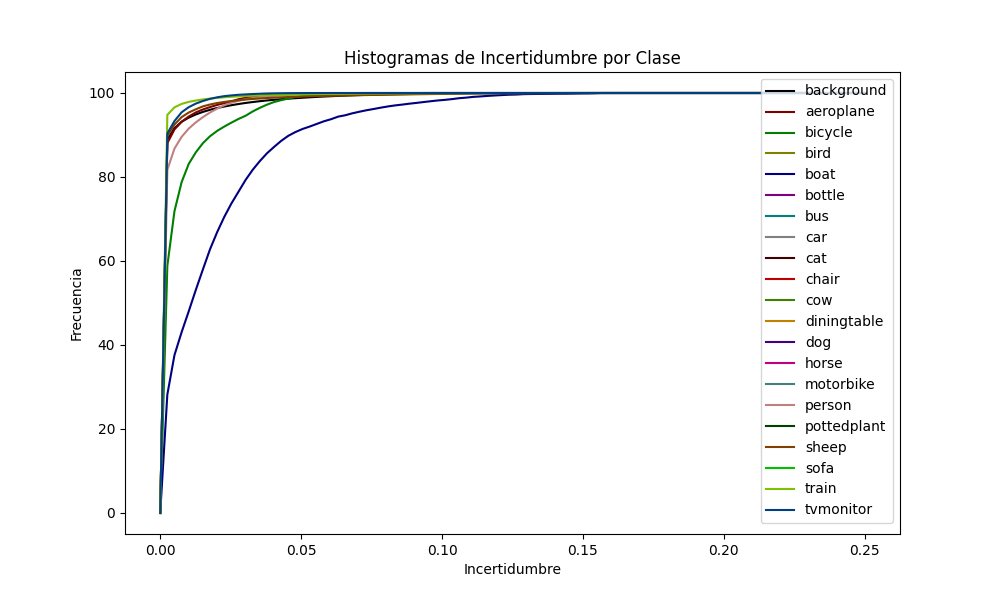 Histogramas de Incertidumbre por Clase
Frecuencia
100
80
60
40
20
0
0.00
0.05
0.10
0.15
0.20
0.25
Incertidumbre
background
aeroplane
bicycle
bird
boat
bottle
bus
car
cat
chair
cow
diningtable
dog
horse
motorbike
person
pottedplant
sheep
sofa
train
tvmonitor